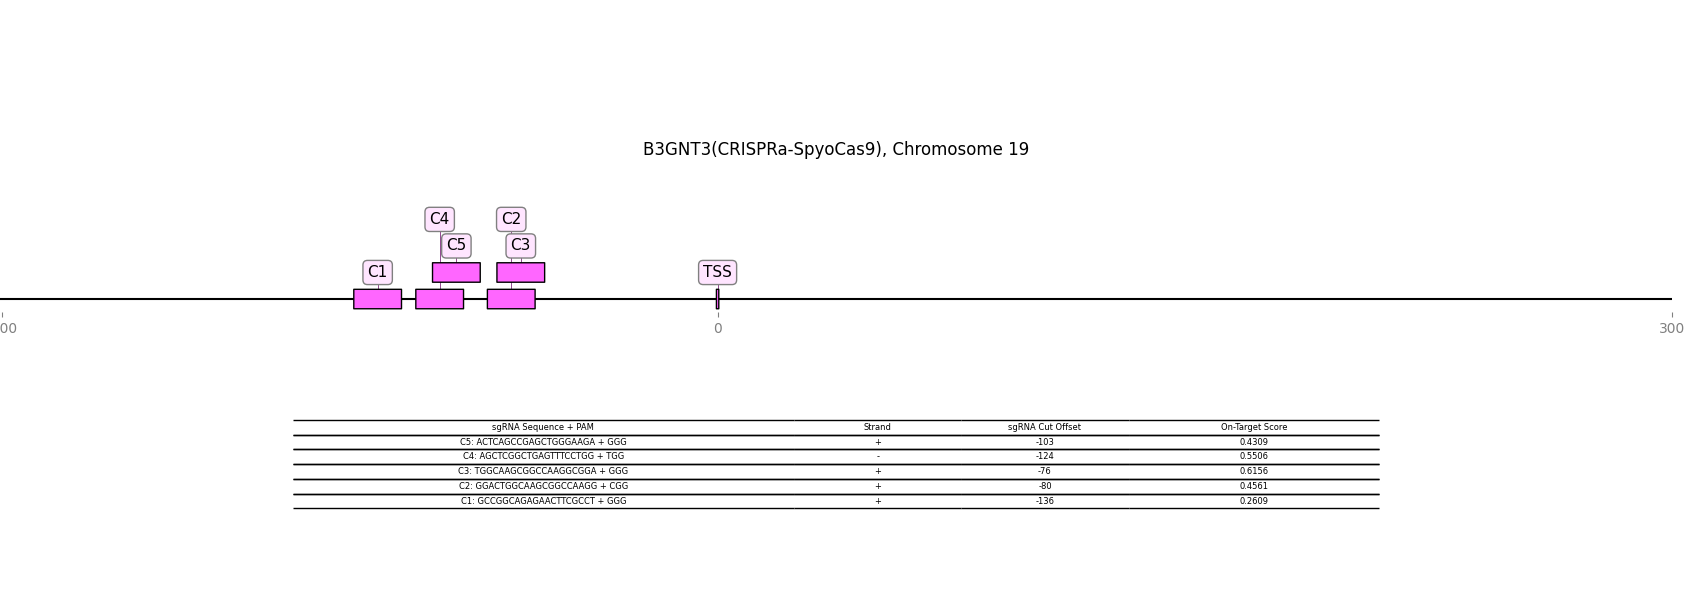 B3GNT3(CRISPRa-SpyoCas9), Chromosome 19
C4 C2
C5 C3
C1 TSS
00 0 300
sgRNA Sequence + PAM Strand sgRNA Cut Offset On-Target Score
C5: ACTCAGCCGAGCTGGGAAGA + GGG + -103 0.4309
C4: AGCTCGGCTGAGTTTCCTGG + TGG - -124 0.5506
C3: TGGCAAGCGGCCAAGGCGGA + GGG + -76 0.6156
C2: GGACTGGCAAGCGGCCAAGG + CGG + -80 0.4561
C1: GCCGGCAGAGAACTTCGCCT + GGG + -136 0.2609